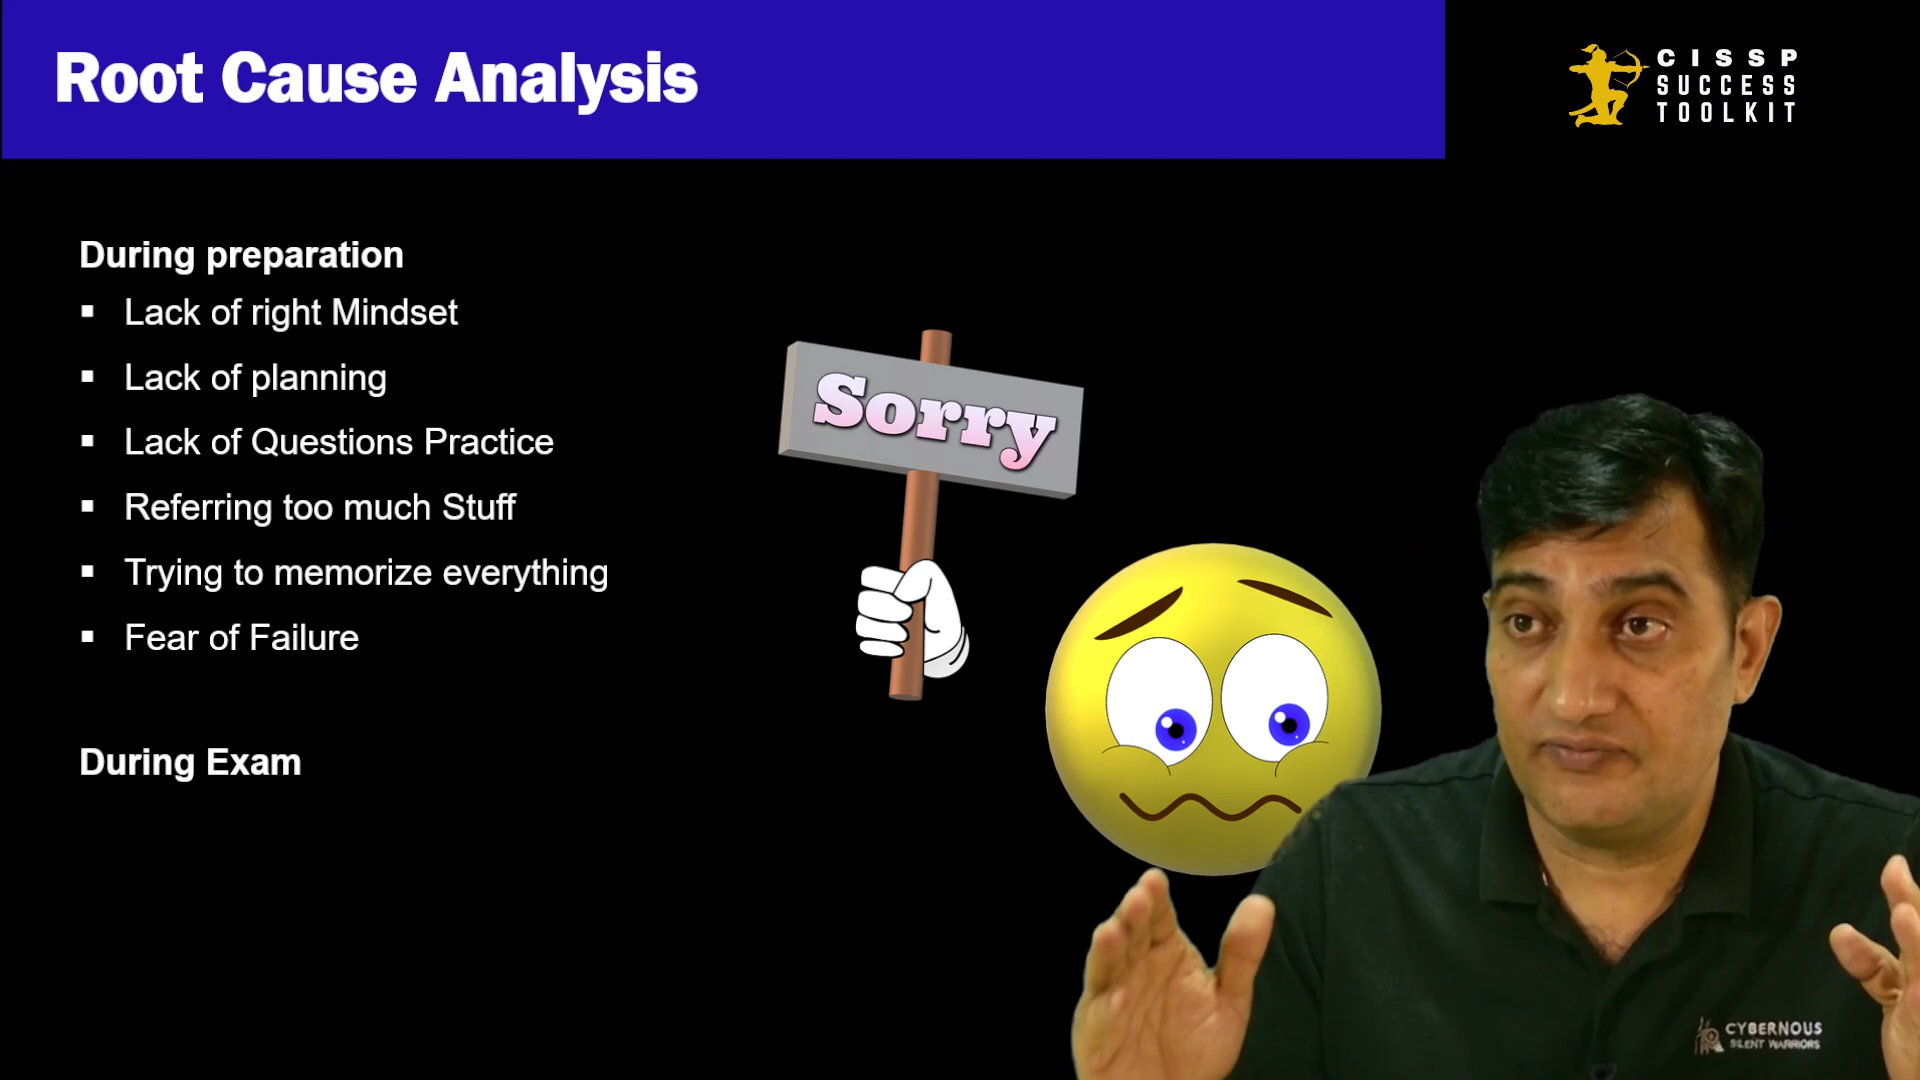 Root Cause Analysis
CISSP
SUCCESS
TOOLKIT
During preparation
▪ Lack of right Mindset
▪ Lack of planning
▪ Lack of Questions Practice
▪ Referring too much Stuff
▪ Trying to memorize everything
▪ Fear of Failure
During Exam
Sorry
CYBERNOUS
SILENT WARRIORS